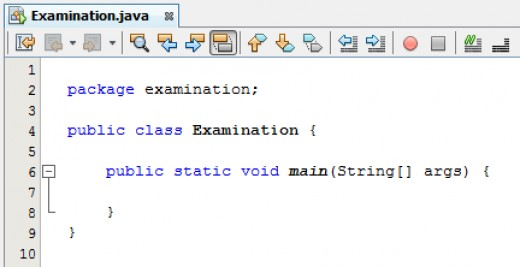 Examination.java
1
2 package examination;
3
4 public class Examination {
5
6 public static void main(String[] args) {
7
8 }
9 }
10